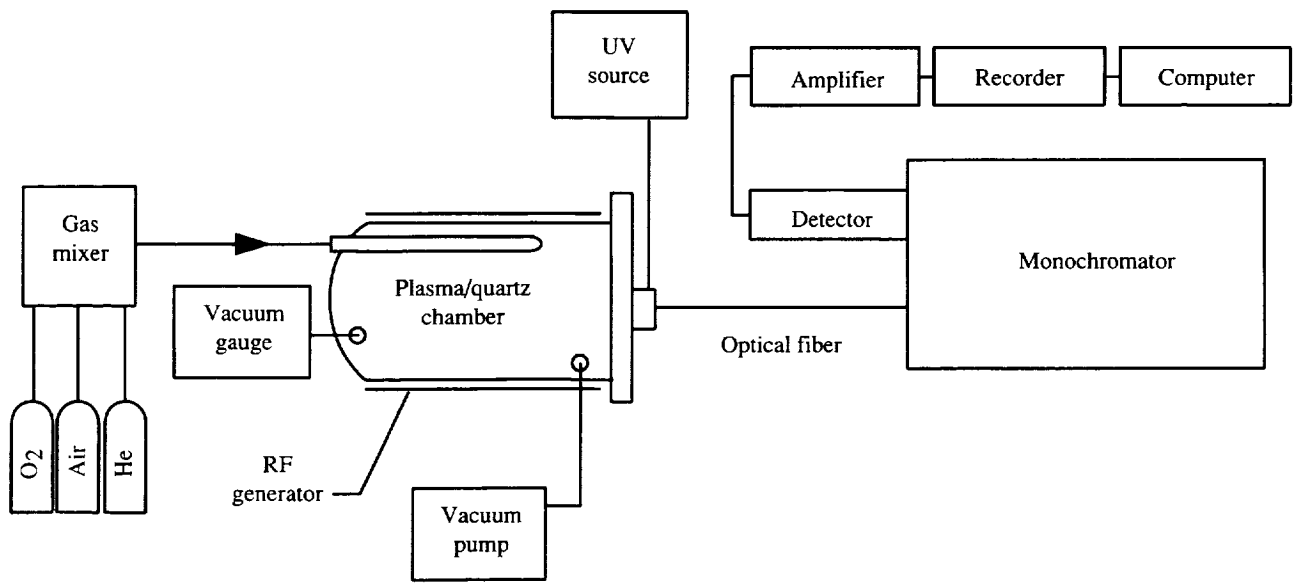 UV
source
Amplifier
Recorder
Computer
Gas
mixer
Detector
Monochromator
Plasma/quartz
chamber
Vacuum
gauge
Optical fiber
O2
Air
He
RF
generator
Vacuum
pump